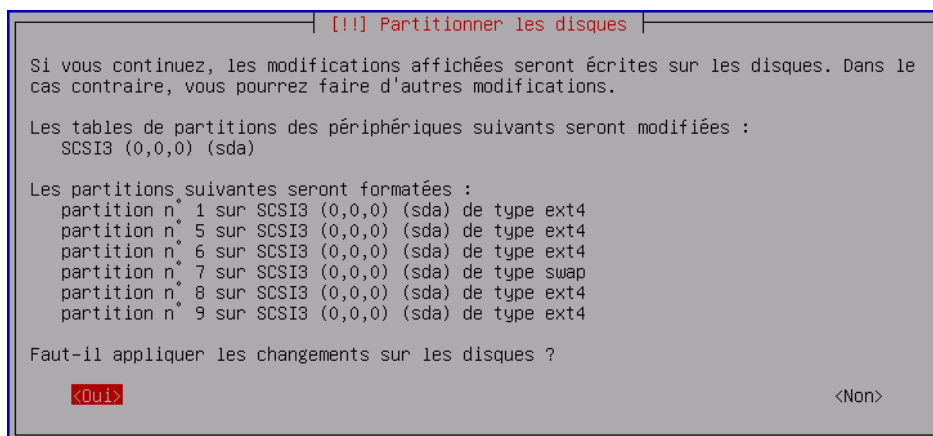 [!!] Partitionner les disques
Si vous continuez, les modifications affichées seront écrites sur les disques. Dans le
cas contraire, vous pourrez faire d'autres modifications.
Les tables de partitions des périphériques suivants seront modifiées :
SCSI3 (0,0,0) (sda)
Les partitions suivantes seront formatées :
partition n° 1 sur SCSI3 (0,0,0) (sda) de type ext4
partition n° 5 sur SCSI3 (0,0,0) (sda) de type ext4
partition n° 6 sur SCSI3 (0,0,0) (sda) de type ext4
partition n° 7 sur SCSI3 (0,0,0) (sda) de type swap
partition n° 8 sur SCSI3 (0,0,0) (sda) de type ext4
partition n° 9 sur SCSI3 (0,0,0) (sda) de type ext4
Faut-il appliquer les changements sur les disques ?
<Oui> <Non>